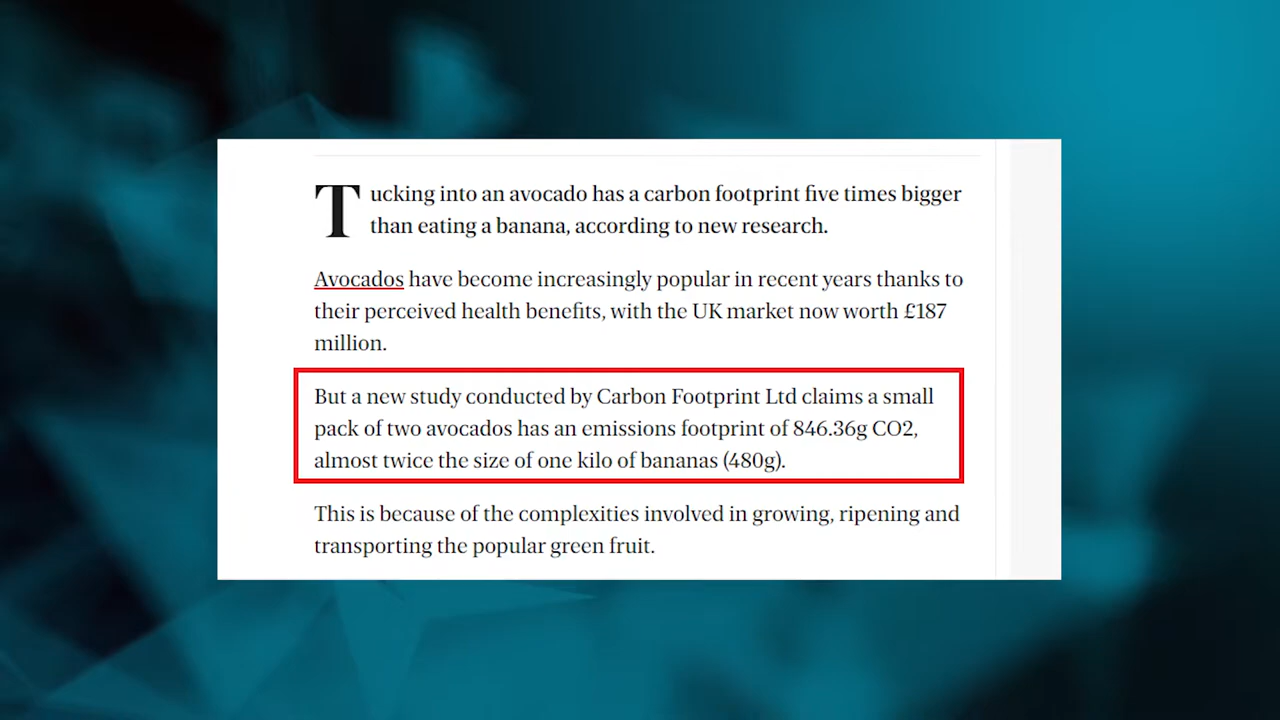 Tucking into an avocado has a carbon footprint five times bigger
than eating a banana, according to new research.
Avocados have become increasingly popular in recent years thanks to
their perceived health benefits, with the UK market now worth £187
million.
But a new study conducted by Carbon Footprint Ltd claims a small
pack of two avocados has an emissions footprint of 846.36g CO2,
almost twice the size of one kilo of bananas (480g).
This is because of the complexities involved in growing, ripening and
transporting the popular green fruit.